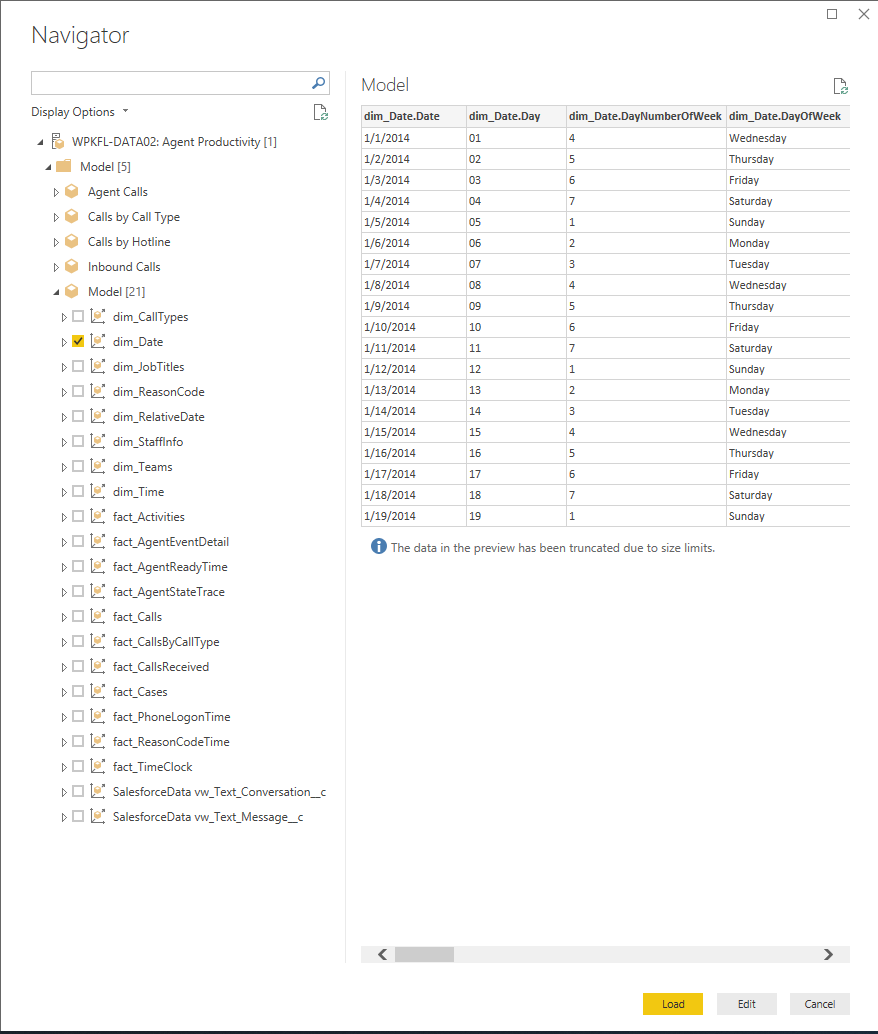 Navigator
Display Options
WPKFL-DATA02: Agent Productivity [1]
Model [5]
Agent Calls
Calls by Call Type
Calls by Hotline
Inbound Calls
Model [21]
dim_CallTypes
dim_Date
dim_JobTitles
dim_ReasonCode
dim_RelativeDate
dim_StaffInfo
dim_Teams
dim_Time
fact_Activities
fact_AgentEventDetail
fact_AgentReadyTime
fact_AgentStateTrace
fact_Calls
fact_CallsByCallType
fact_CallsReceived
fact_Cases
fact_PhoneLogonTime
fact_ReasonCodeTime
fact_TimeClock
SalesforceData vw_Text_Conversation__c
SalesforceData vw_Text_Message__c
Model
dim_Date.Date dim_Date.Day dim_Date.DayNumberOfWeek dim_Date.DayOfWeek
1/1/2014 01 4 Wednesday
1/2/2014 02 5 Thursday
1/3/2014 03 6 Friday
1/4/2014 04 7 Saturday
1/5/2014 05 1 Sunday
1/6/2014 06 2 Monday
1/7/2014 07 3 Tuesday
1/8/2014 08 4 Wednesday
1/9/2014 09 5 Thursday
1/10/2014 10 6 Friday
1/11/2014 11 7 Saturday
1/12/2014 12 1 Sunday
1/13/2014 13 2 Monday
1/14/2014 14 3 Tuesday
1/15/2014 15 4 Wednesday
1/16/2014 16 5 Thursday
1/17/2014 17 6 Friday
1/18/2014 18 7 Saturday
1/19/2014 19 1 Sunday
The data in the preview has been truncated due to size limits.
Load Edit Cancel